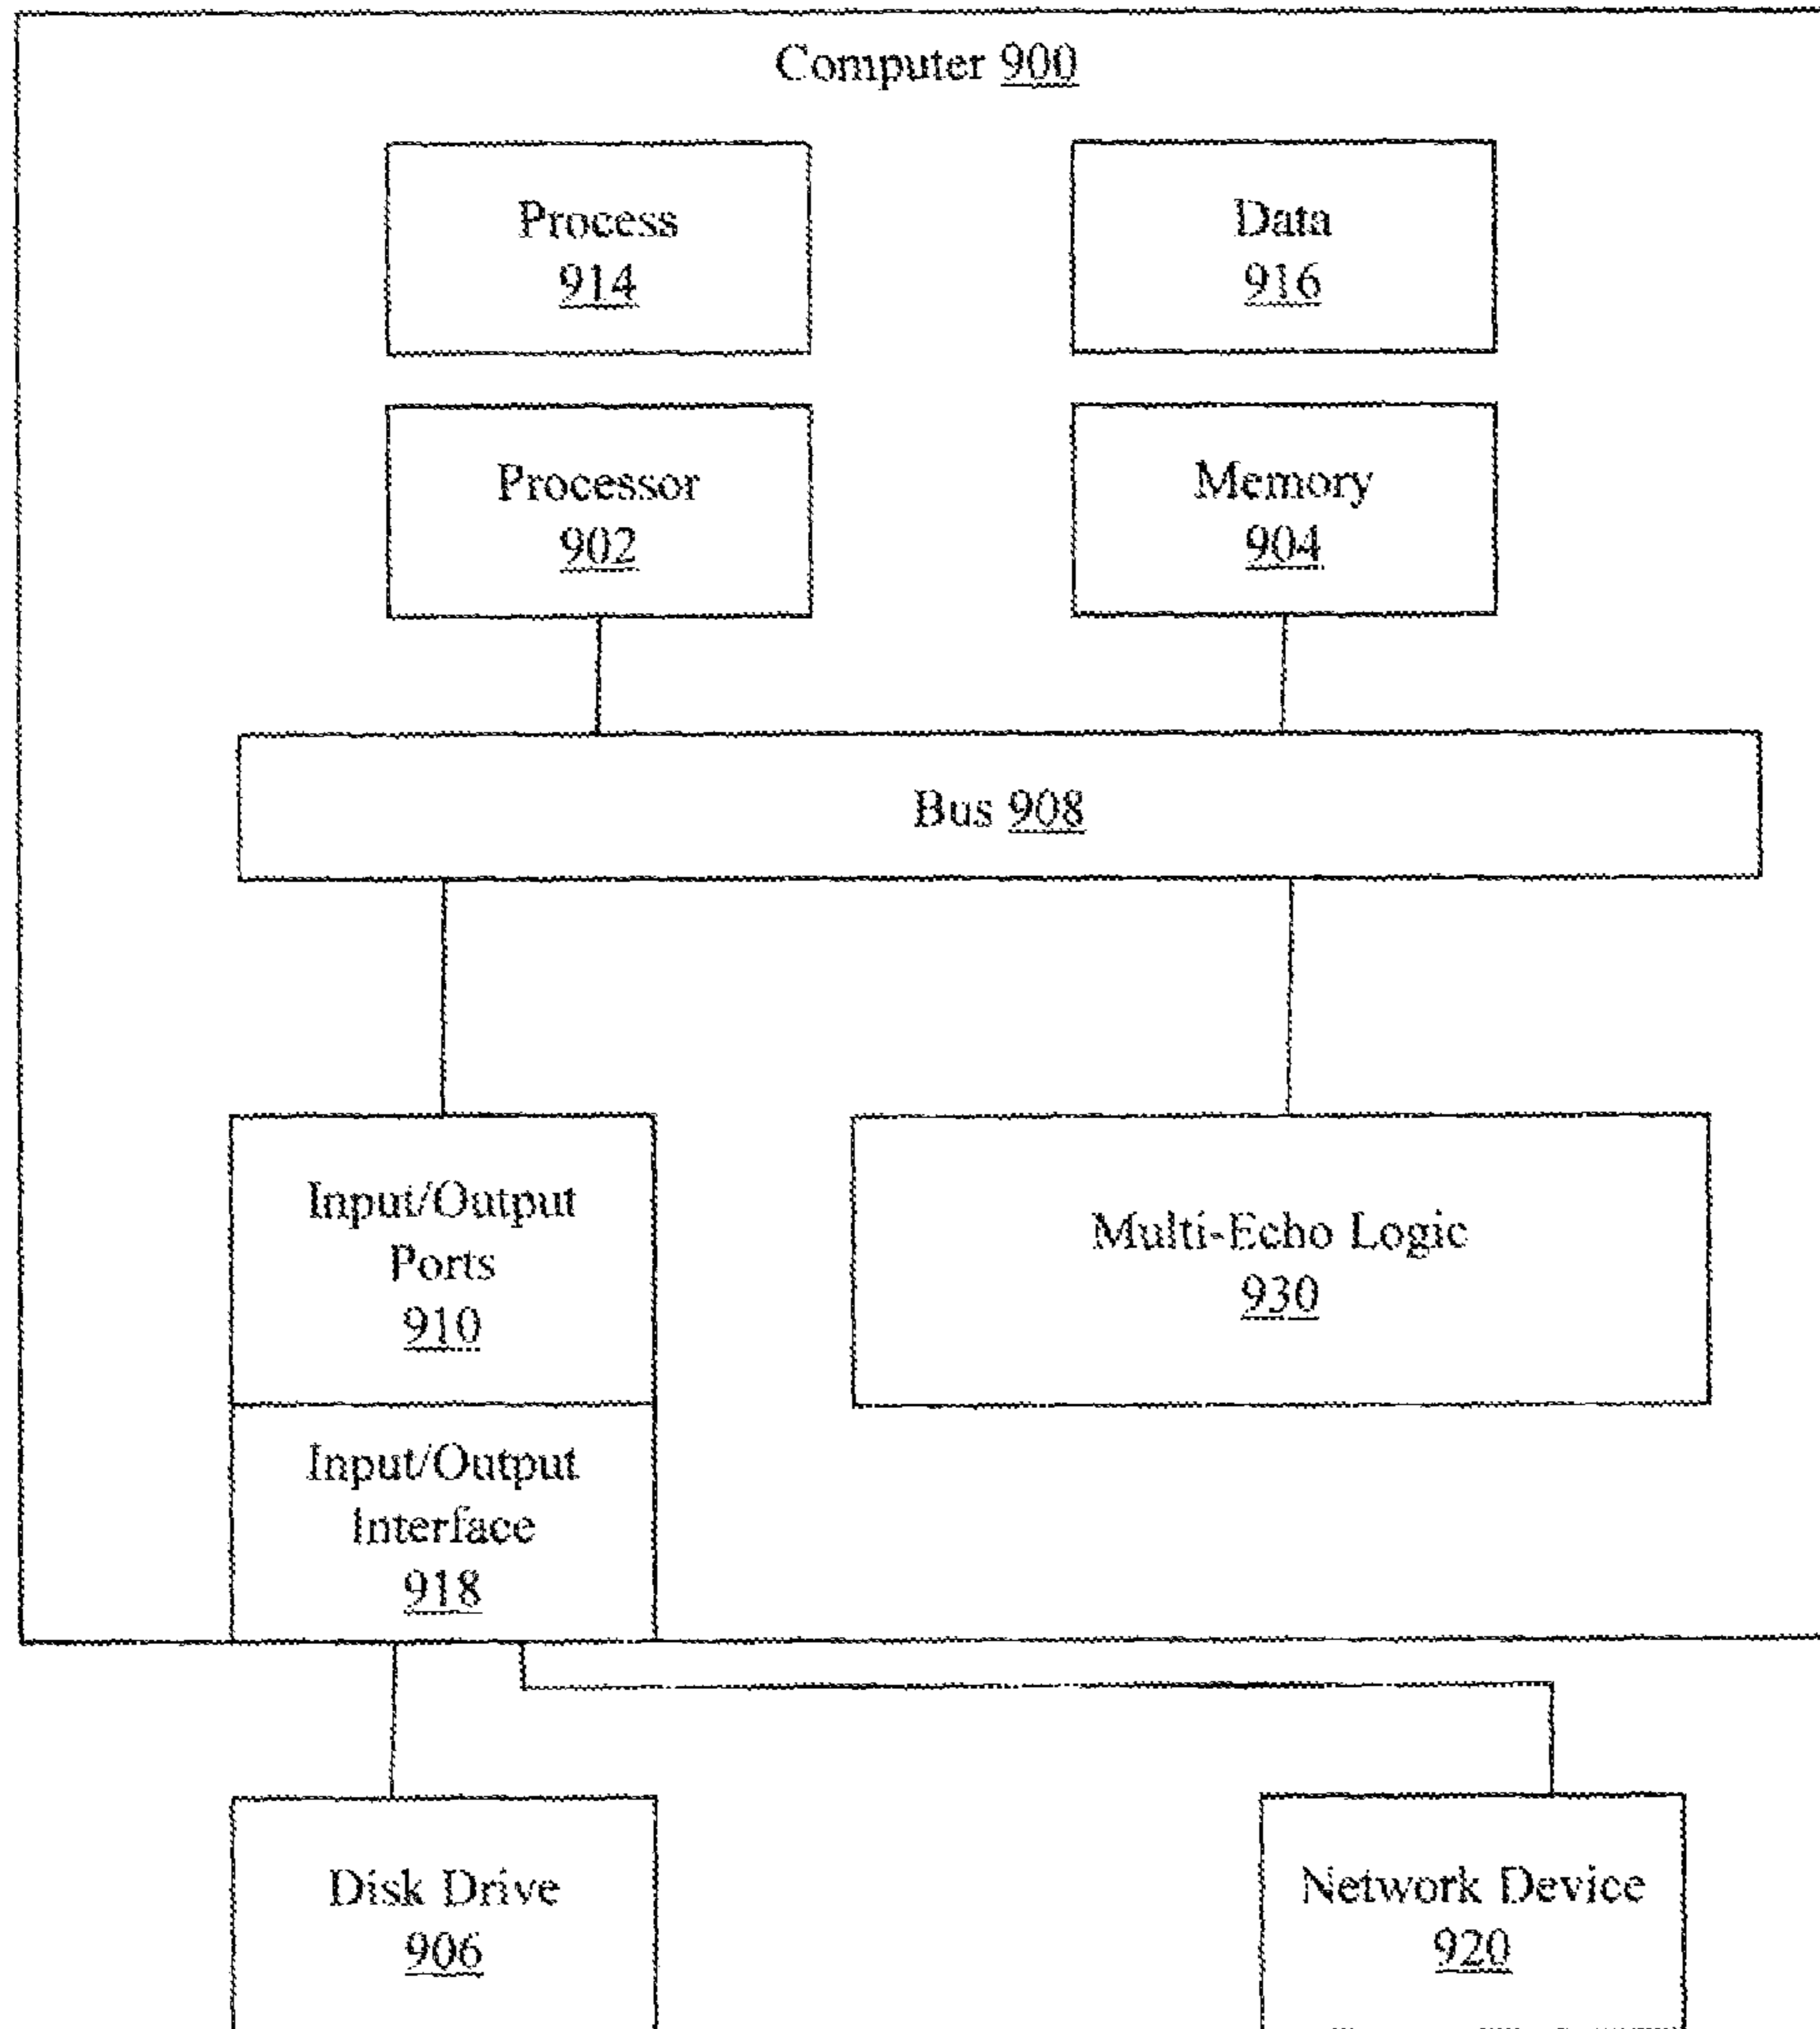 Computer 900
Process
914
Data
916
Processor
902
Memory
904
Bus 908
Input/Output
Ports
910
Multi-Echo Logic
930
Input/Output
Interface
918
Disk Drive
906
Network Device
920